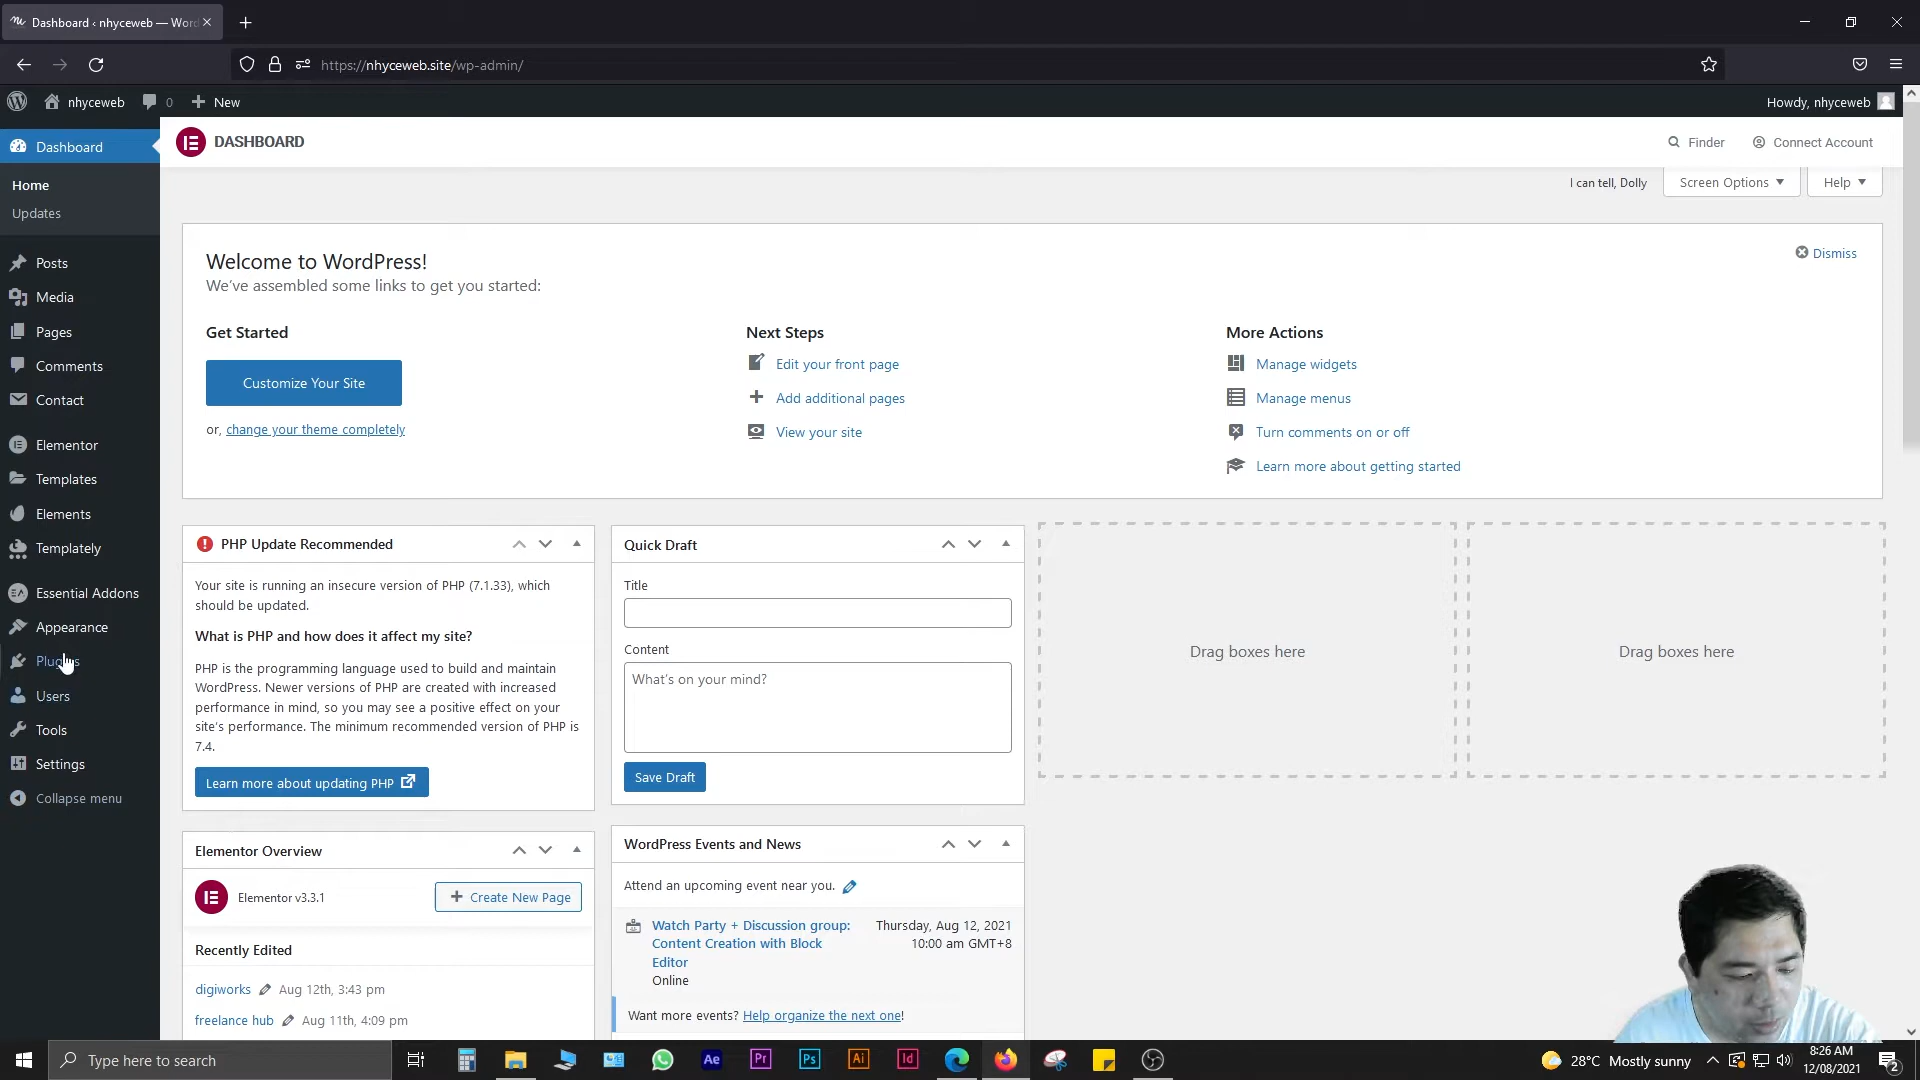 Dashboard ‹ nhyceweb — Word
https://nhyceweb.site/wp-admin/
nhyceweb
0
New
Howdy, nhyceweb
Dashboard
Home
Updates
Posts
Media
Pages
Comments
Contact
Elementor
Templates
Elements
Templately
Essential Addons
Appearance
Users
Tools
Settings
Collapse menu
DASHBOARD
Finder
Connect Account
I can tell, Dolly
Screen Options
Help
Welcome to WordPress!
We've assembled some links to get you started:
Dismiss
Get Started
Customize Your Site
or, change your theme completely
Next Steps
Edit your front page
Add additional pages
View your site
More Actions
Manage widgets
Manage menus
Turn comments on or off
Learn more about getting started
PHP Update Recommended
Your site is running an insecure version of PHP (7.1.33), which
should be updated.
What is PHP and how does it affect my site?
PHP is the programming language used to build and maintain
WordPress. Newer versions of PHP are created with increased
performance in mind, so you may see a positive effect on your
site's performance. The minimum recommended version of PHP is
7.4.
Learn more about updating PHP
Elementor Overview
Elementor v3.3.1
Create New Page
Recently Edited
digiworks Aug 12th, 3:43 pm
freelance hub Aug 11th, 4:09 pm
Quick Draft
Title
Content
What's on your mind?
Save Draft
WordPress Events and News
Attend an upcoming event near you.
Watch Party + Discussion group:
Content Creation with Block
Editor
Online
Thursday, Aug 12, 2021
10:00 am GMT+8
Want more events? Help organize the next one!
Drag boxes here
Drag boxes here
Type here to search
Ae
Pr
Ps
Ai
Id
28°C Mostly sunny
8:26 AM
12/08/2021
2